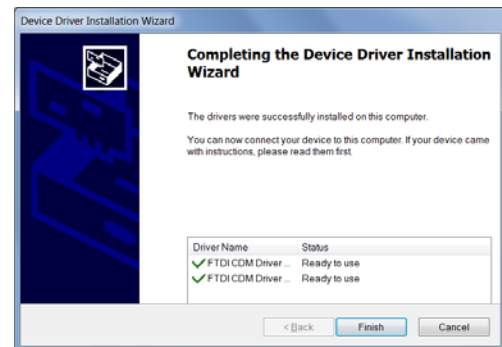 Device Driver Installation Wizard
Completing the Device Driver Installation
Wizard
The drivers were successfully installed on this computer.
You can now connect your device to this computer. If your device came
with instructions, please read them first.
Driver Name Status
FTDI CDM Driver ... Ready to use
FTDI CDM Driver ... Ready to use
< Back Finish Cancel